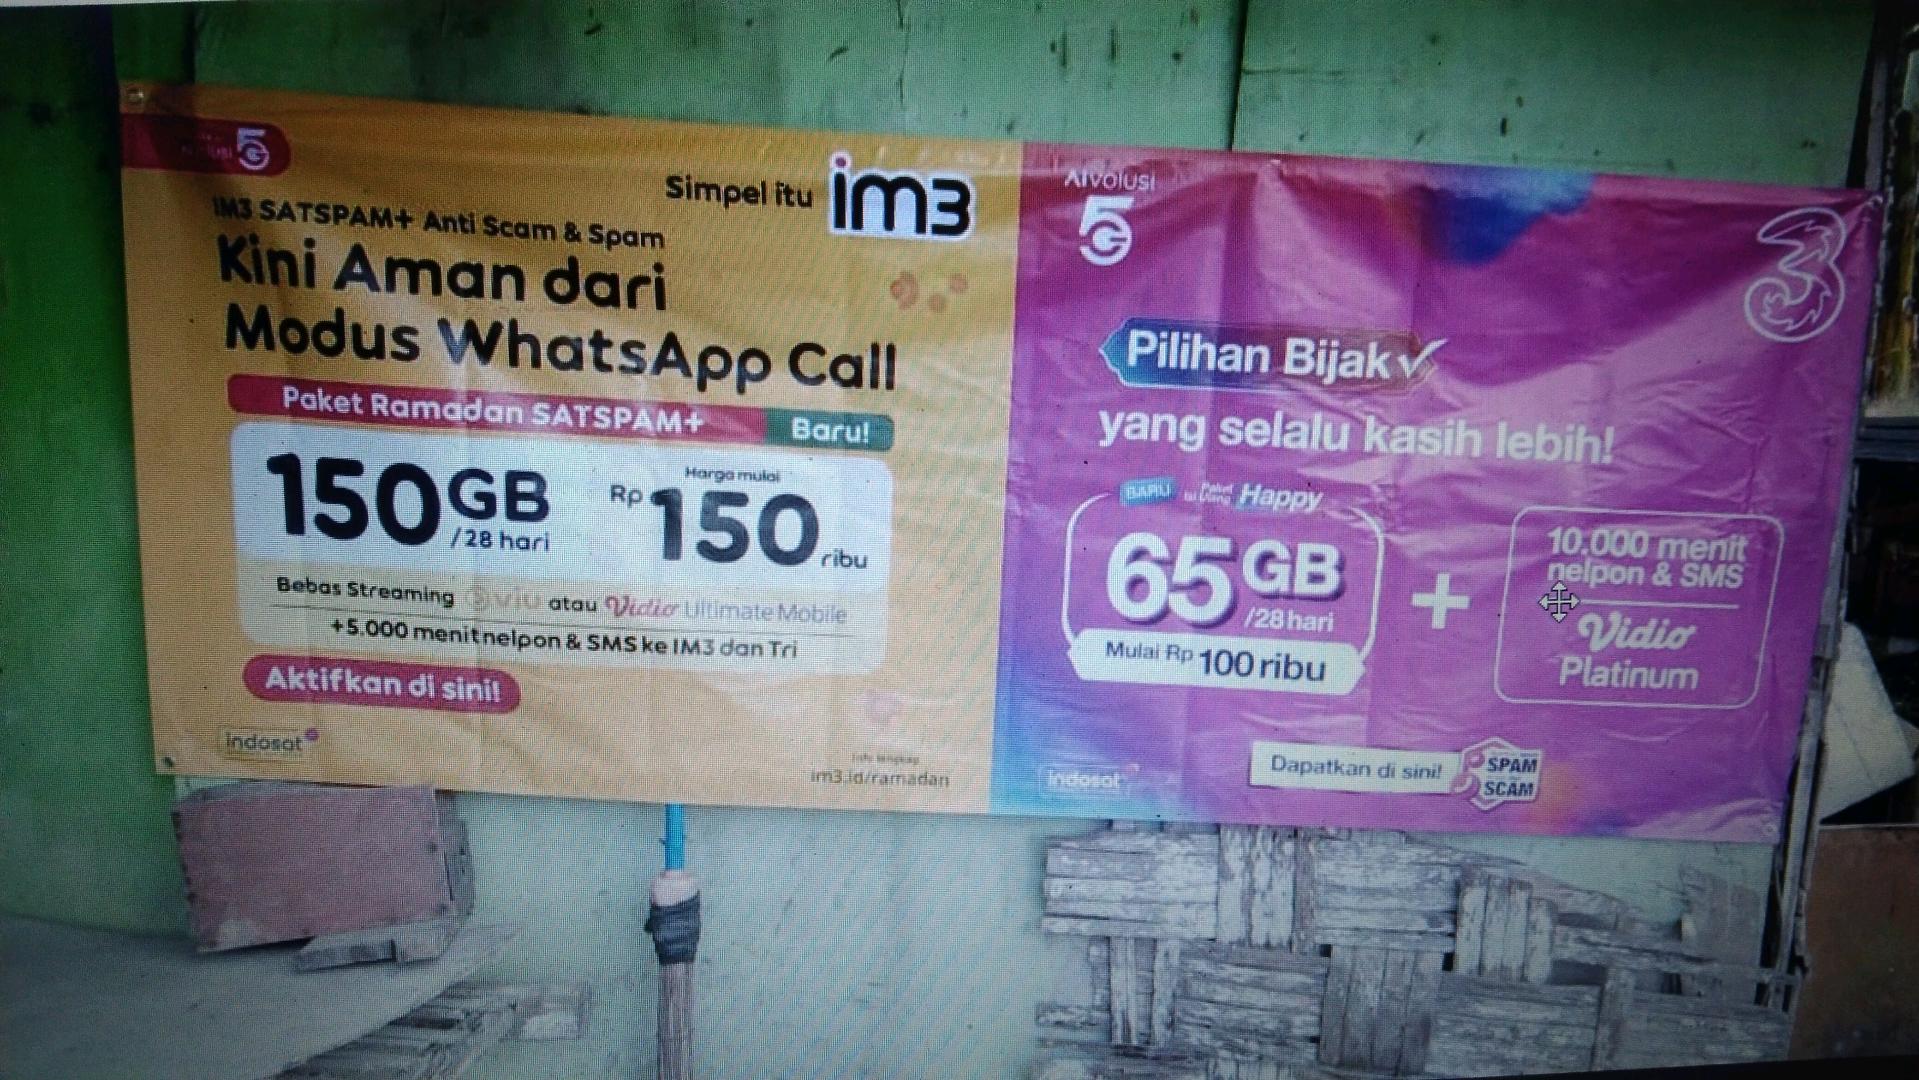 5G
Simpel itu im3
IM3 SATSPAM+ Anti Scam & Spam
Kini Aman dari
Modus WhatsApp Call
Paket Ramadan SATSPAM+ Baru!
150GB /28 hari
Harga mulai
Rp 150 ribu
Bebas Streaming viu atau Vidio Ultimate Mobile
+5.000 menit nelpon & SMS ke IM3 dan Tri
Aktifkan di sini!
indosat
im3.id/ramadan
AIVOLUSI
5G
3
Pilihan Bijak
yang selalu kasih lebih!
BARU Happy
65GB /28 hari
Mulai Rp 100 ribu
+
10.000 menit
nelpon & SMS
Vidio
Platinum
indosat
Dapatkan di sini!
SPAM
SCAM